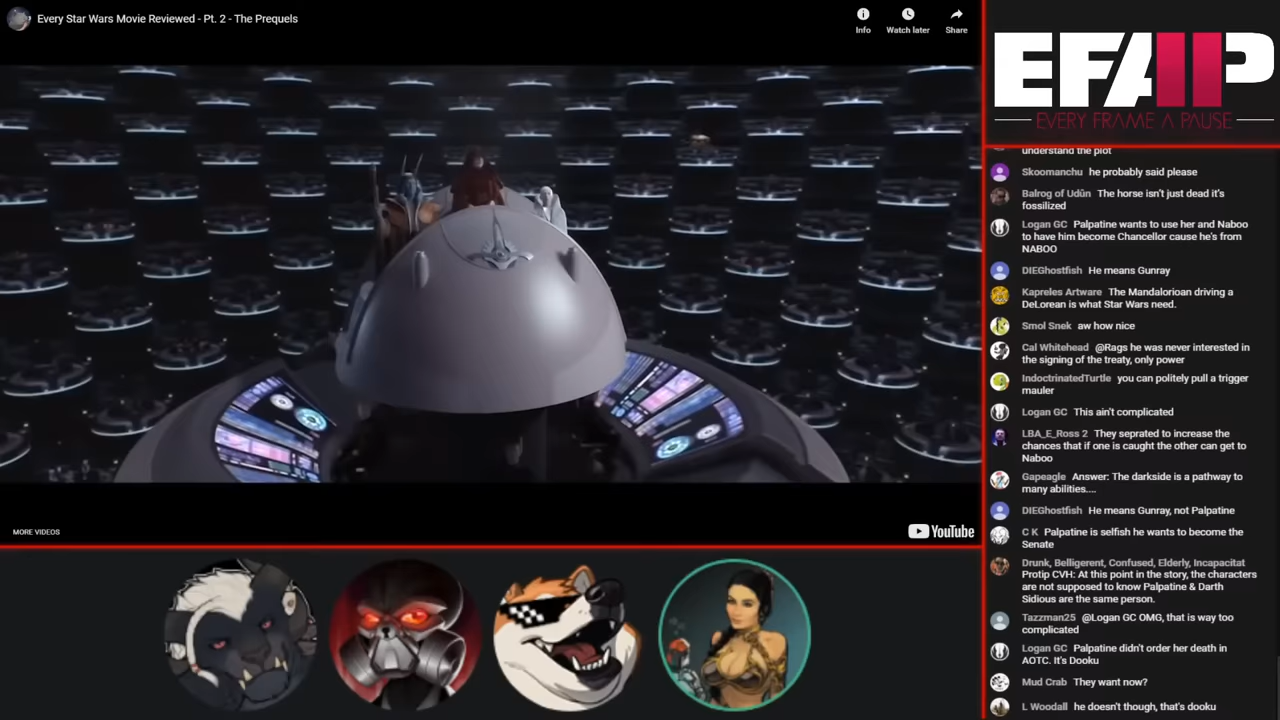 Every Star Wars Movie Reviewed - Pt. 2 - The Prequels
Info
Watch later
Share
MORE VIDEOS
YouTube
EFAP
EVERY FRAME A PAUSE
understand the plot
Skoomanchu he probably said please
Balrog of Udûn The horse isn't just dead it's
fossilized
Logan GC Palpatine wants to use her and Naboo
to have him become Chancellor cause he's from
NABOO
DIEGhostfish He means Gunray
Kapreles Artware The Mandalorioan driving a
DeLorean is what Star Wars need.
Smol Snek aw how nice
Cal Whitehead @Rags he was never interested in
the signing of the treaty, only power
IndoctrinatedTurtle you can politely pull a trigger
mauler
Logan GC This ain't complicated
LBA_E_Ross 2 They seprated to increase the
chances that if one is caught the other can get to
Naboo
Gapeagle Answer: The darkside is a pathway to
many abilities....
DIEGhostfish He means Gunray, not Palpatine
C K Palpatine is selfish he wants to become the
Senate
Drunk, Belligerent, Confused, Elderly, Incapacitat
Protip CVH: At this point in the story, the characters
are not supposed to know Palpatine & Darth
Sidious are the same person.
Tazzman25 @Logan GC OMG, that is way too
complicated
Logan GC Palpatine didn't order her death in
AOTC. It's Dooku
Mud Crab They want now?
L Woodall he doesn't though, that's dooku